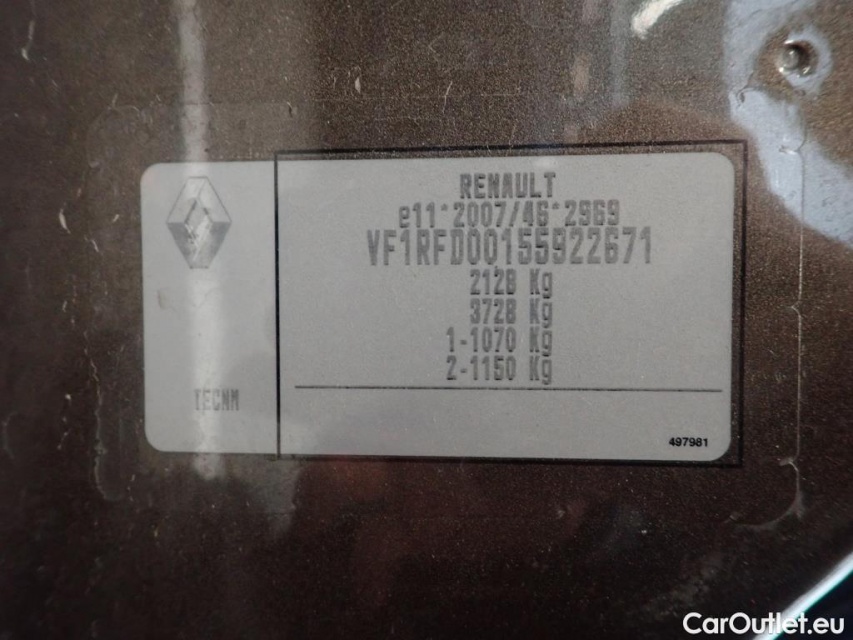 RENAULT
e11*2007/46*2969
VF1RFD00155922671
2128 Kg
3728 Kg
1-1070 Kg
2-1150 Kg
TECNM
497981
CarOutlet.eu